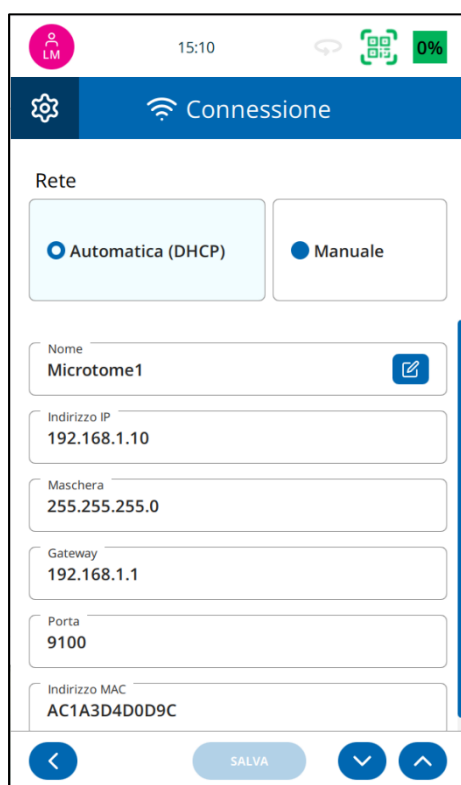 LM
15:10
0%
Connessione
Rete
Automatica (DHCP)
Manuale
Nome
Microtome1
Indirizzo IP
192.168.1.10
Maschera
255.255.255.0
Gateway
192.168.1.1
Porta
9100
Indirizzo MAC
AC1A3D4D0D9C
SALVA